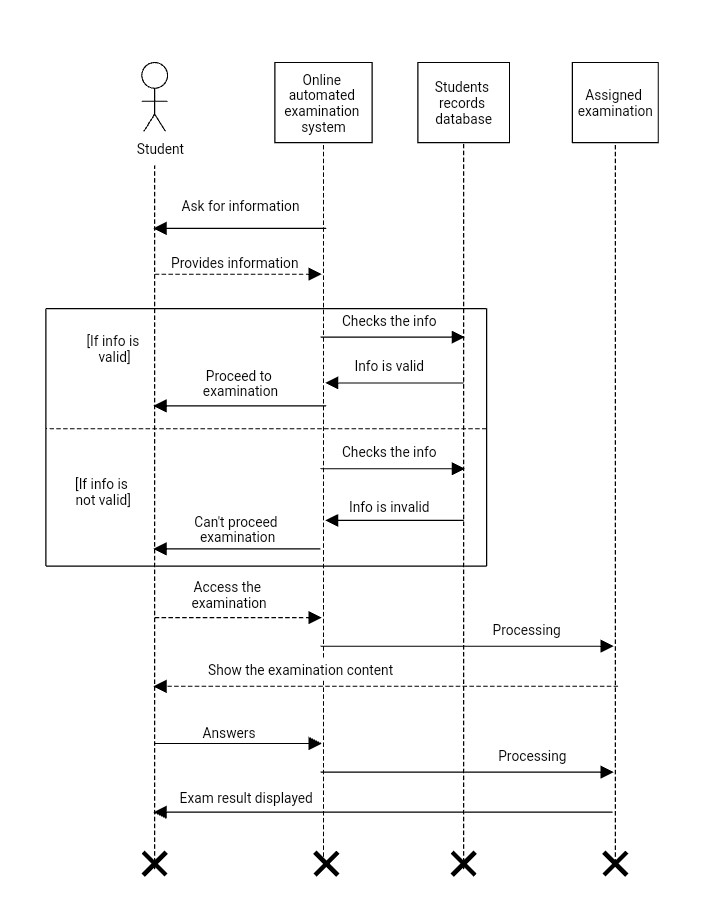 Student
Online
automated
examination
system
Students
records
database
Assigned
examination
Ask for information
Provides information
[If info is
valid]
Checks the info
Info is valid
Proceed to
examination
[If info is
not valid]
Checks the info
Info is invalid
Can't proceed
examination
Access the
examination
Processing
Show the examination content
Answers
Processing
Exam result displayed